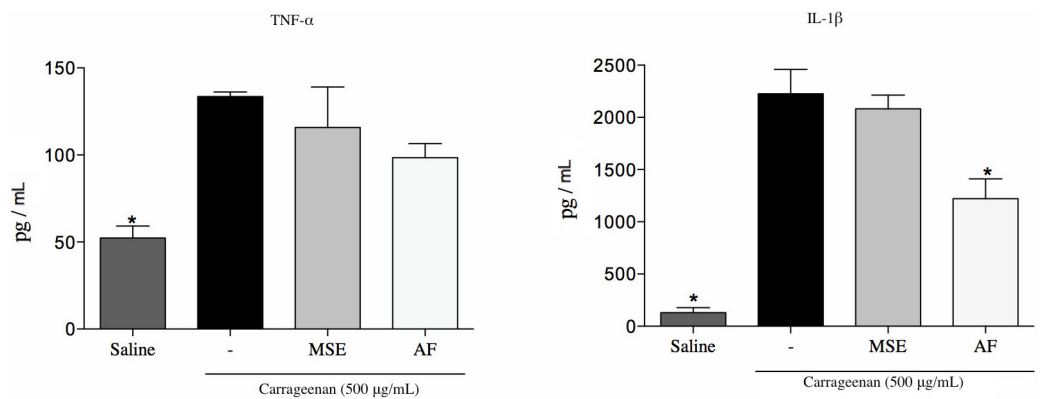 TNF-α
150
100
50
0
pg / mL
*
Saline
-
MSE
AF
Carrageenan (500 µg/mL)
IL-1β
2500
2000
1500
1000
500
0
pg / mL
*
*
Saline
-
MSE
AF
Carrageenan (500 µg/mL)